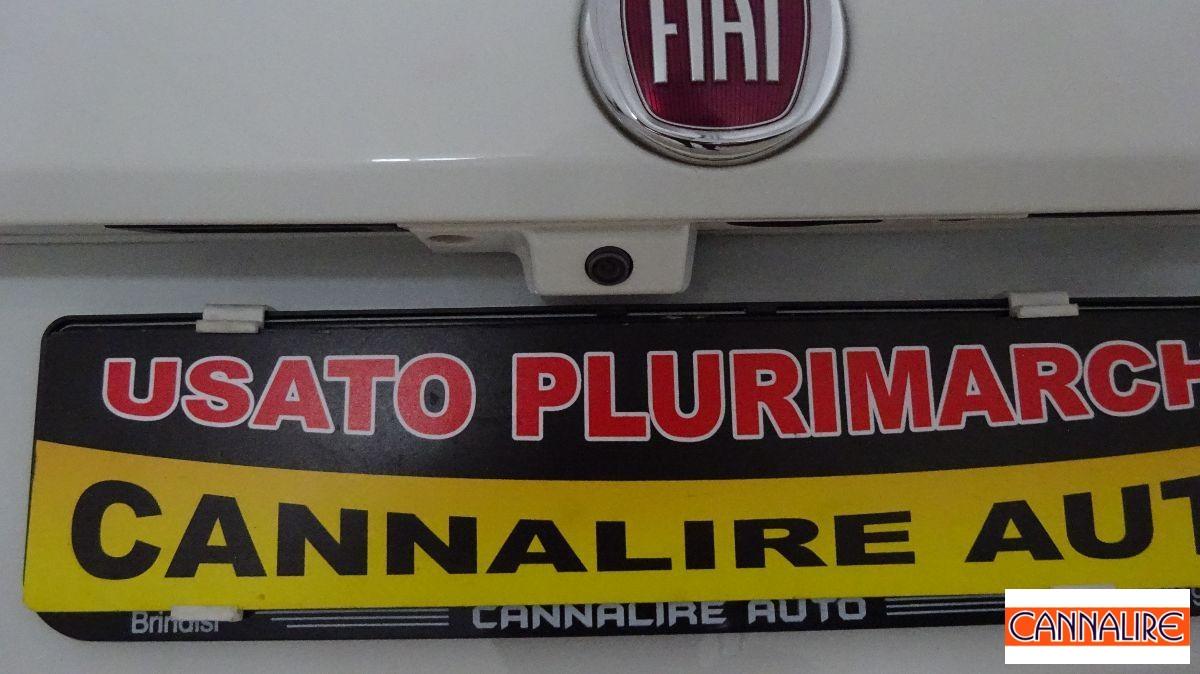 FIAT
USATO PLURIMARCH
CANNALIRE AUT
Brindisi CANNALIRE AUTO
CANNALIRE